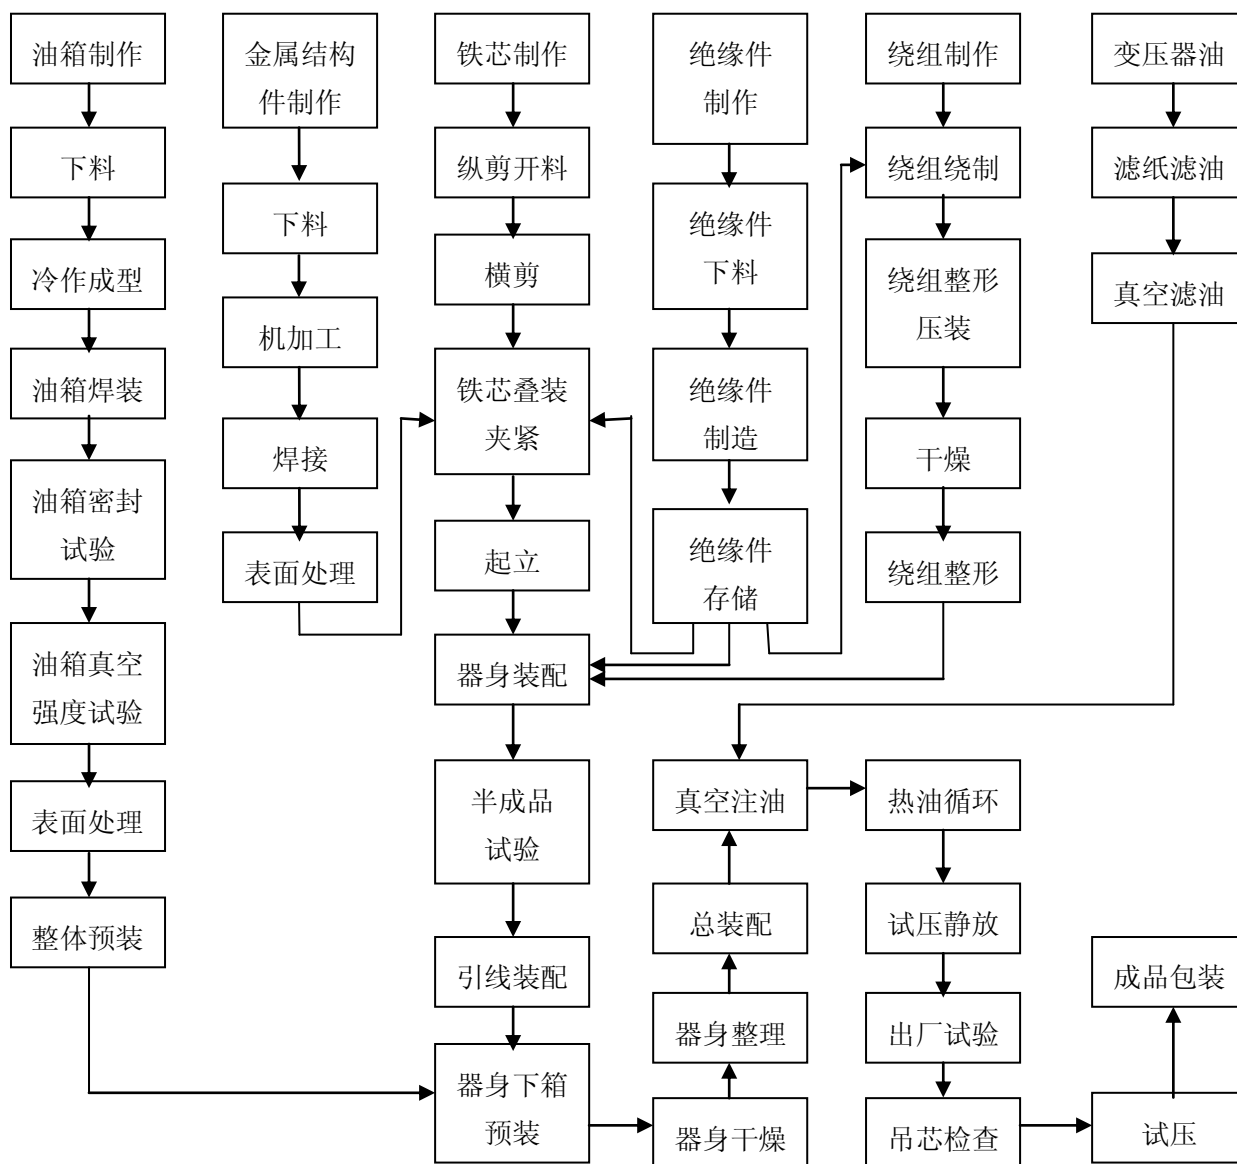 油箱制作
下料
冷作成型
油箱焊装
油箱密封
试验
油箱真空
强度试验
表面处理
整体预装
金属结构
件制作
下料
机加工
焊接
表面处理
铁芯制作
纵剪开料
横剪
铁芯叠装
夹紧
起立
器身装配
半成品
试验
引线装配
器身下箱
预装
绝缘件
制作
绝缘件
下料
绝缘件
制造
绝缘件
存储
真空注油
总装配
器身整理
器身干燥
绕组制作
绕组绕制
绕组整形
压装
干燥
绕组整形
热油循环
试压静放
出厂试验
吊芯检查
变压器油
滤纸滤油
真空滤油
成品包装
试压